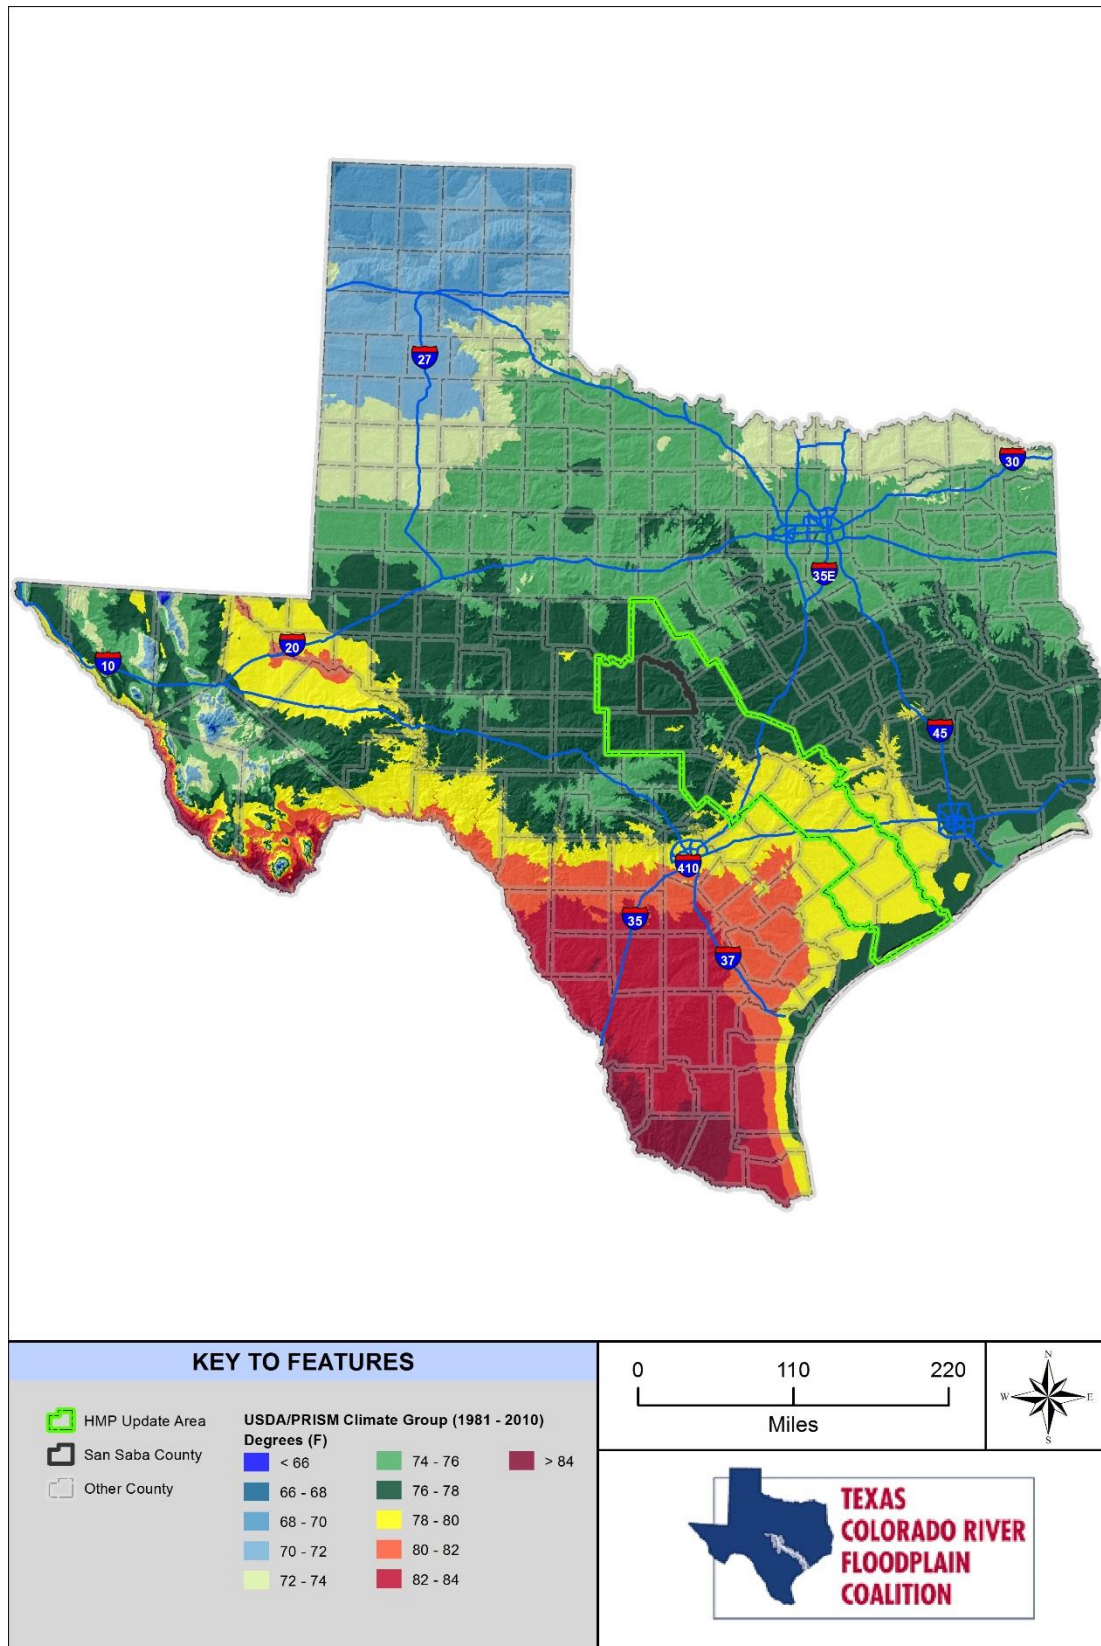 27
30
35E
20
10
45
410
35
37
KEY TO FEATURES
HMP Update Area
San Saba County
Other County
USDA/PRISM Climate Group (1981 - 2010)
Degrees (F)
< 66
66 - 68
68 - 70
70 - 72
72 - 74
74 - 76
76 - 78
78 - 80
80 - 82
82 - 84
> 84
0 110 220
Miles
N
W E
S
TEXAS
COLORADO RIVER
FLOODPLAIN
COALITION